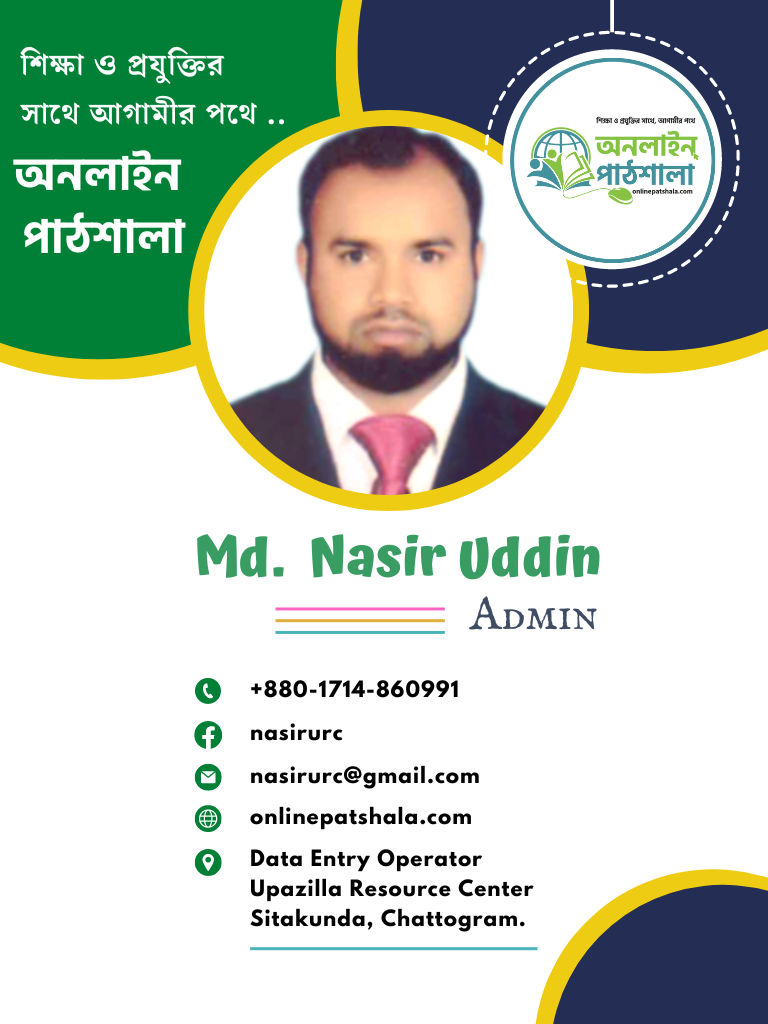 শিক্ষা ও প্রযুক্তির
সাথে আগামীর পথে ..
অনলাইন
পাঠশালা
শিক্ষা ও প্রযুক্তির সাথে, আগামীর পথে
অনলাইন
পাঠশালা
onlinepatshala.com
Md. Nasir Uddin
Admin
+880-1714-860991
nasirurc
nasirurc@gmail.com
onlinepatshala.com
Data Entry Operator
Upazilla Resource Center
Sitakunda, Chattogram.